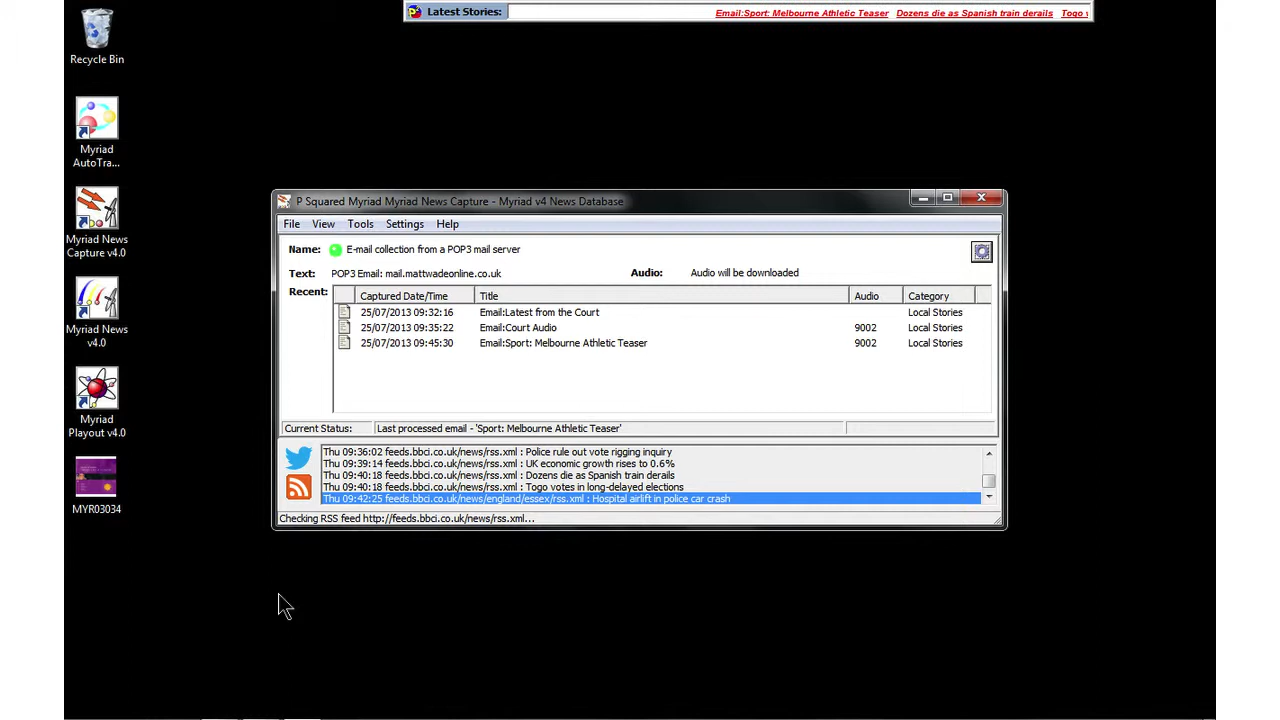 Latest Stories: Email:Sport: Melbourne Athletic Teaser Dozens die as Spanish train derails Togo
Recycle Bin
Myriad
AutoTra...
Myriad News
Capture v4.0
Myriad News
v4.0
Myriad
Playout v4.0
MYR03034
P Squared Myriad Myriad News Capture - Myriad v4 News Database
File View Tools Settings Help
Name: E-mail collection from a POP3 mail server
Text: POP3 Email: mail.mattwadeonline.co.uk Audio: Audio will be downloaded
Recent: Captured Date/Time Title Audio Category
25/07/2013 09:32:16 Email:Latest from the Court Local Stories
25/07/2013 09:35:22 Email:Court Audio 9002 Local Stories
25/07/2013 09:45:30 Email:Sport: Melbourne Athletic Teaser 9002 Local Stories
Current Status: Last processed email - 'Sport: Melbourne Athletic Teaser'
Thu 09:36:02 feeds.bbci.co.uk/news/rss.xml : Police rule out vote rigging inquiry
Thu 09:39:14 feeds.bbci.co.uk/news/rss.xml : UK economic growth rises to 0.6%
Thu 09:40:18 feeds.bbci.co.uk/news/rss.xml : Dozens die as Spanish train derails
Thu 09:40:18 feeds.bbci.co.uk/news/rss.xml : Togo votes in long-delayed elections
Thu 09:42:25 feeds.bbci.co.uk/news/england/essex/rss.xml : Hospital airlift in police car crash
Checking RSS feed http://feeds.bbci.co.uk/news/rss.xml...